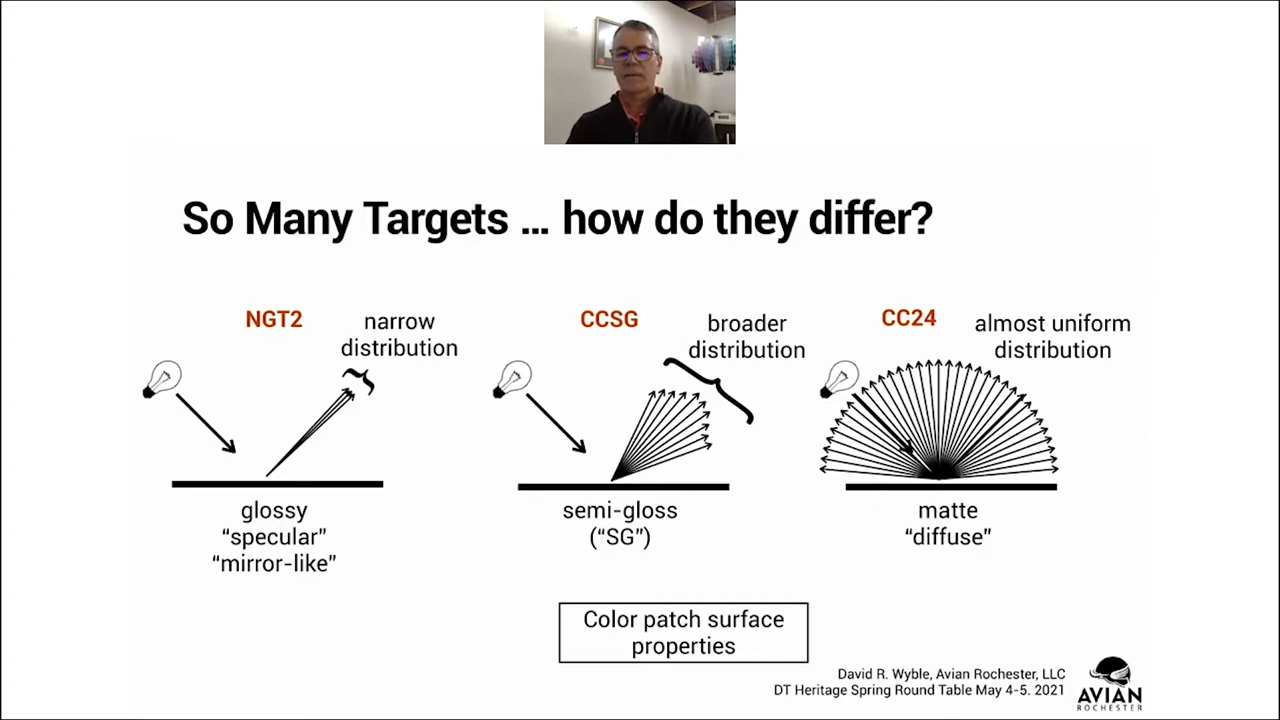 So Many Targets ... how do they differ?
NGT2
narrow
distribution
glossy
“specular”
“mirror-like”
CCSG
broader
distribution
semi-gloss
(“SG”)
CC24
almost uniform
distribution
matte
“diffuse”
Color patch surface
properties
David R. Wyble, Avian Rochester, LLC
DT Heritage Spring Round Table May 4-5. 2021
AVIAN
ROCHESTER